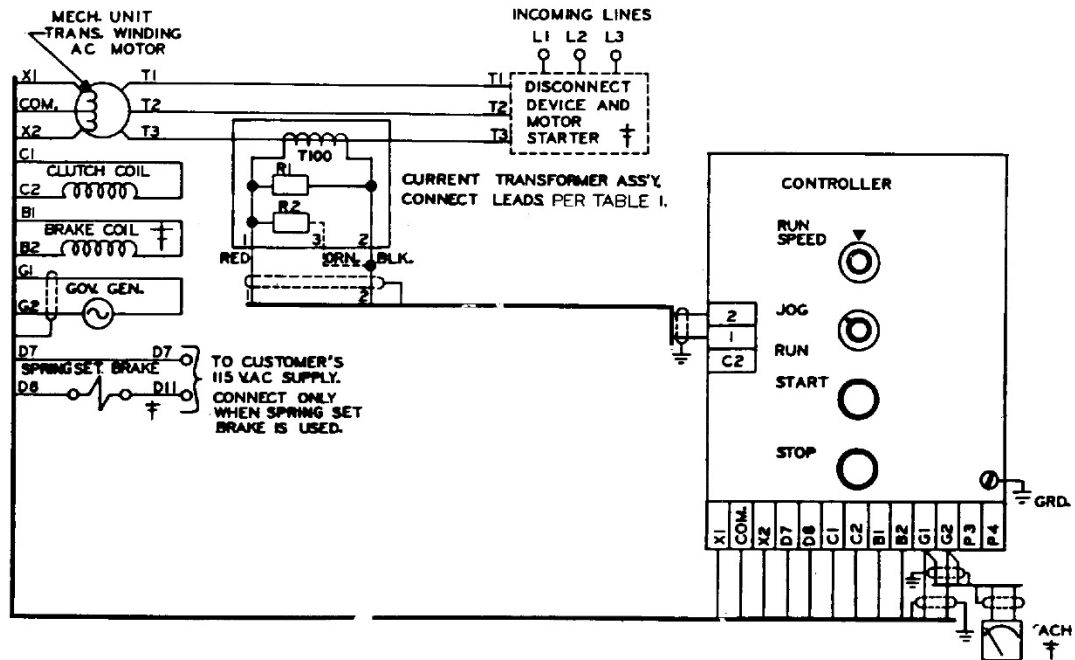 MECH. UNIT
TRANS. WINDING
AC MOTOR
INCOMING LINES
L1 L2 L3
X1
T1
T1
COM.
T2
T2
X2
T3
T3
DISCONNECT
DEVICE AND
MOTOR
STARTER
T100
R1
R2
1
3
2
RED
ORN.
BLK.
1
2
CURRENT TRANSFORMER ASS'Y.
CONNECT LEADS PER TABLE 1.
C1
CLUTCH COIL
C2
B1
BRAKE COIL
B2
G1
GOV. GEN.
G2
D7
D7
SPRING SET BRAKE
D8
D11
TO CUSTOMER'S
115 V.AC SUPPLY.
CONNECT ONLY
WHEN SPRING SET
BRAKE IS USED.
CONTROLLER
RUN
SPEED
JOG
RUN
START
STOP
2
1
C2
GRD.
X1
COM.
X2
D7
D8
C1
C2
B1
B2
G1
G2
P3
P4
TACH